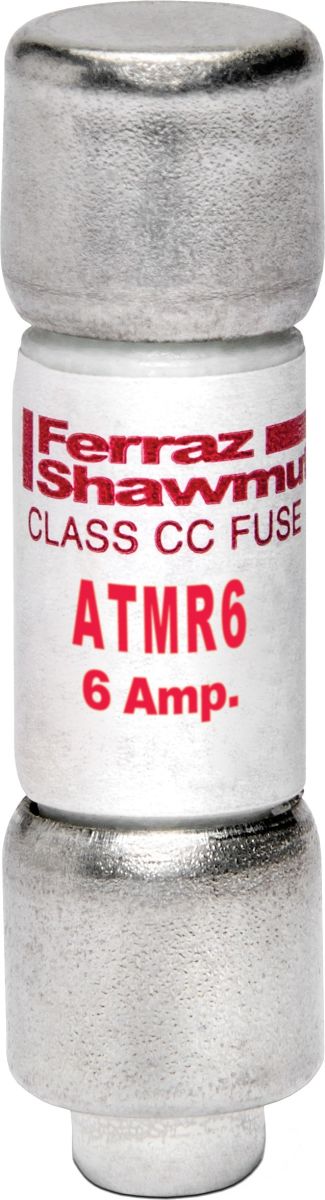 Ferraz
Shawmut
CLASS CC FUSE
ATMR6
6 Amp.